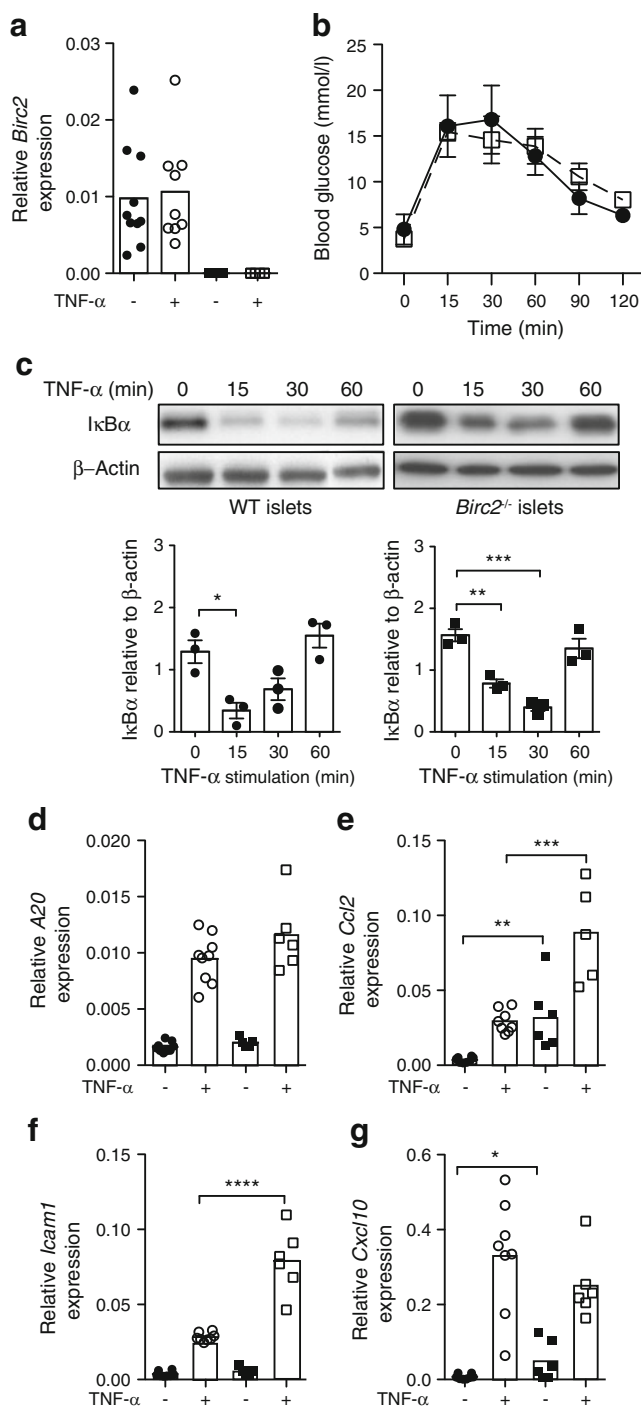 a
Relative Birc2
expression
0.03
0.02
0.01
0.00
TNF-α - + - +
b
Blood glucose (mmol/l)
25
20
15
10
5
0
0 15 30 60 90 120
Time (min)
c
TNF-α (min) 0 15 30 60 0 15 30 60
IκBα
β–Actin
WT islets Birc2-/- islets
IκBα relative to β-actin
3
2
1
0
*
0 15 30 60
TNF-α stimulation (min)
IκBα relative to β-actin
3
2
1
0
***
**
0 15 30 60
TNF-α stimulation (min)
d
Relative A20
expression
0.020
0.015
0.010
0.005
0.000
TNF-α - + - +
e
Relative Ccl2
expression
0.15
0.10
0.05
0.00
***
**
TNF-α - + - +
f
Relative Icam1
expression
0.15
0.10
0.05
0.00
****
TNF-α - + - +
g
Relative Cxcl10
expression
0.6
0.4
0.2
0.0
*
TNF-α - + - +